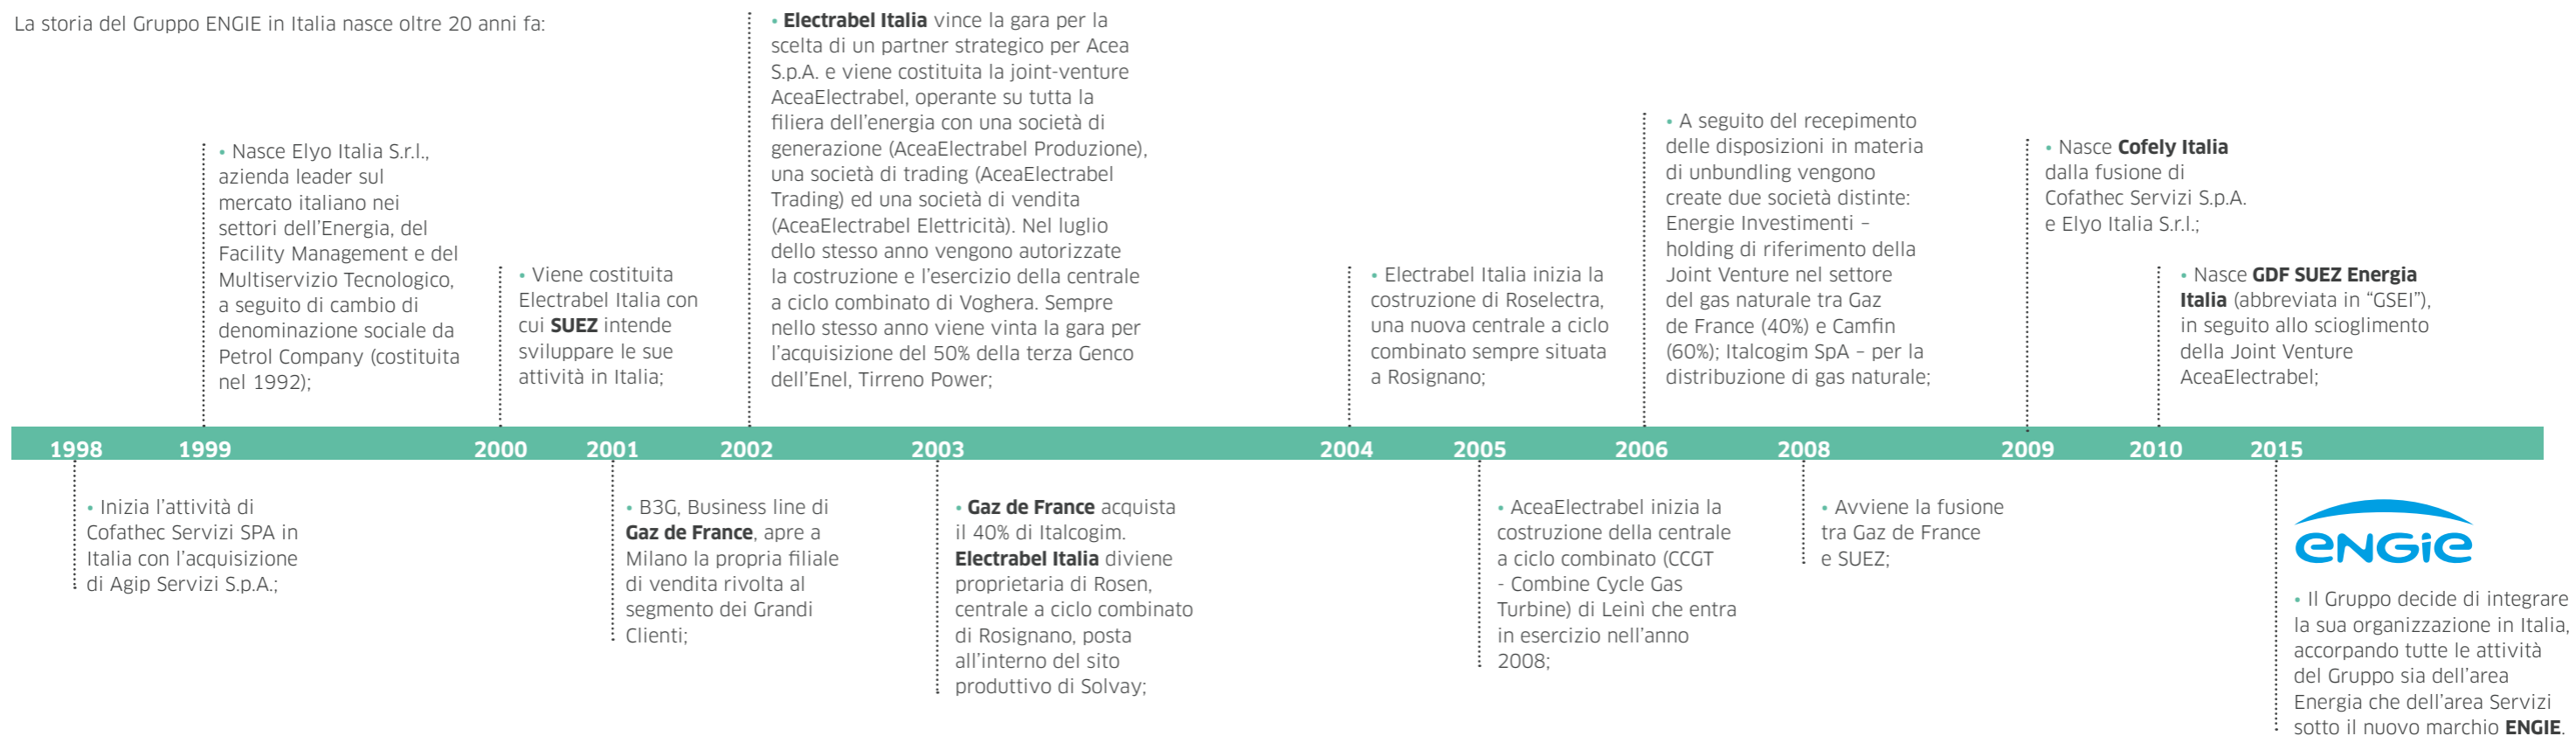 La storia del Gruppo ENGIE in Italia nasce oltre 20 anni fa:
• Nasce Elyo Italia S.r.l.,
azienda leader sul
mercato italiano nei
settori dell'Energia, del
Facility Management e del
Multiservizio Tecnologico,
a seguito di cambio di
denominazione sociale da
Petrol Company (costituita
nel 1992);
• Viene costituita
Electrabel Italia con
cui SUEZ intende
sviluppare le sue
attività in Italia;
• Electrabel Italia vince la gara per la
scelta di un partner strategico per Acea
S.p.A. e viene costituita la joint-venture
AceaElectrabel, operante su tutta la
filiera dell'energia con una società di
generazione (AceaElectrabel Produzione),
una società di trading (AceaElectrabel
Trading) ed una società di vendita
(AceaElectrabel Elettricità). Nel luglio
dello stesso anno vengono autorizzate
la costruzione e l'esercizio della centrale
a ciclo combinato di Voghera. Sempre
nello stesso anno viene vinta la gara per
l'acquisizione del 50% della terza Genco
dell'Enel, Tirreno Power;
• Electrabel Italia inizia la
costruzione di Roselectra,
una nuova centrale a ciclo
combinato sempre situata
a Rosignano;
• A seguito del recepimento
delle disposizioni in materia
di unbundling vengono
create due società distinte:
Energie Investimenti –
holding di riferimento della
Joint Venture nel settore
del gas naturale tra Gaz
de France (40%) e Camfin
(60%); Italcogim SpA – per la
distribuzione di gas naturale;
• Nasce Cofely Italia
dalla fusione di
Cofathec Servizi S.p.A.
e Elyo Italia S.r.l.;
• Nasce GDF SUEZ Energia
Italia (abbreviata in “GSEI”),
in seguito allo scioglimento
della Joint Venture
AceaElectrabel;
1998 1999 2000 2001 2002 2003 2004 2005 2006 2008 2009 2010 2015
• Inizia l'attività di
Cofathec Servizi SPA in
Italia con l'acquisizione
di Agip Servizi S.p.A.;
• B3G, Business line di
Gaz de France, apre a
Milano la propria filiale
di vendita rivolta al
segmento dei Grandi
Clienti;
• Gaz de France acquista
il 40% di Italcogim.
Electrabel Italia diviene
proprietaria di Rosen,
centrale a ciclo combinato
di Rosignano, posta
all'interno del sito
produttivo di Solvay;
• AceaElectrabel inizia la
costruzione della centrale
a ciclo combinato (CCGT
- Combine Cycle Gas
Turbine) di Leinì che entra
in esercizio nell'anno
2008;
• Avviene la fusione
tra Gaz de France
e SUEZ;
ENGiE
• Il Gruppo decide di integrare
la sua organizzazione in Italia,
accorpando tutte le attività
del Gruppo sia dell'area
Energia che dell'area Servizi
sotto il nuovo marchio ENGIE.